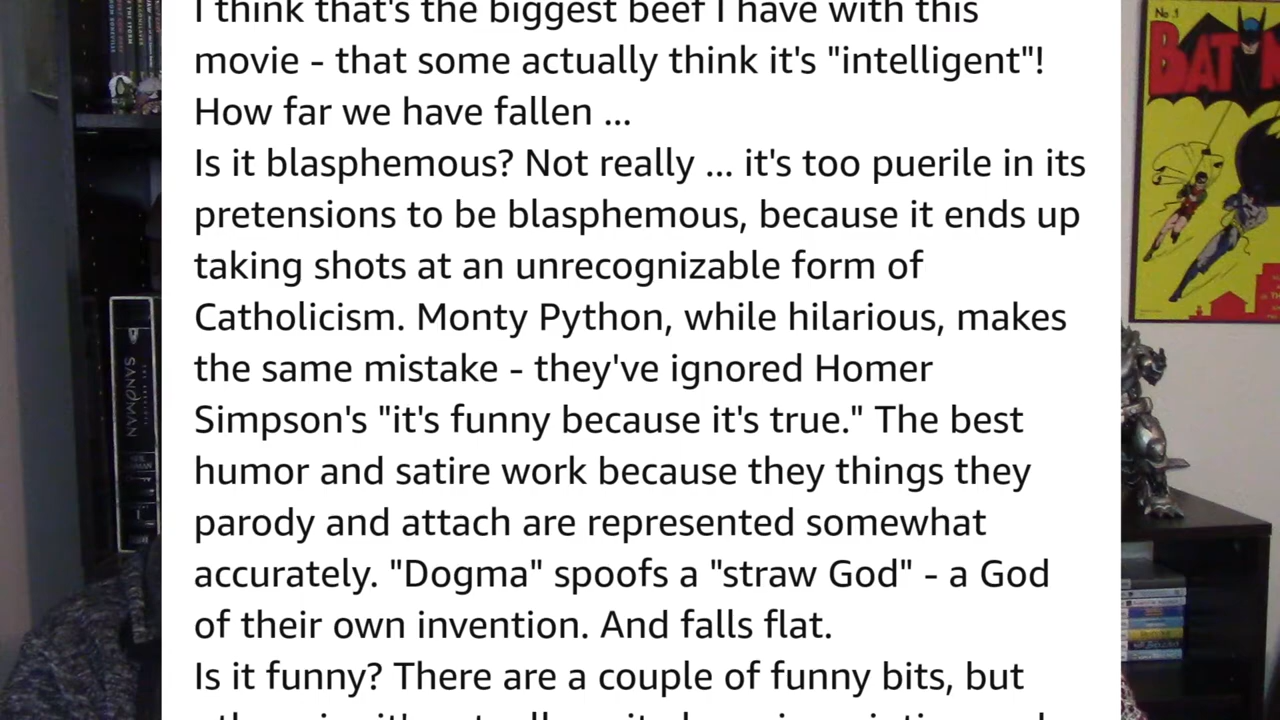 I think that's the biggest beef I have with this
movie - that some actually think it's "intelligent"!
How far we have fallen ...
Is it blasphemous? Not really ... it's too puerile in its
pretensions to be blasphemous, because it ends up
taking shots at an unrecognizable form of
Catholicism. Monty Python, while hilarious, makes
the same mistake - they've ignored Homer
Simpson's "it's funny because it's true." The best
humor and satire work because they things they
parody and attach are represented somewhat
accurately. "Dogma" spoofs a "straw God" - a God
of their own invention. And falls flat.
Is it funny? There are a couple of funny bits, but
No.1
BATM
SANDMAN